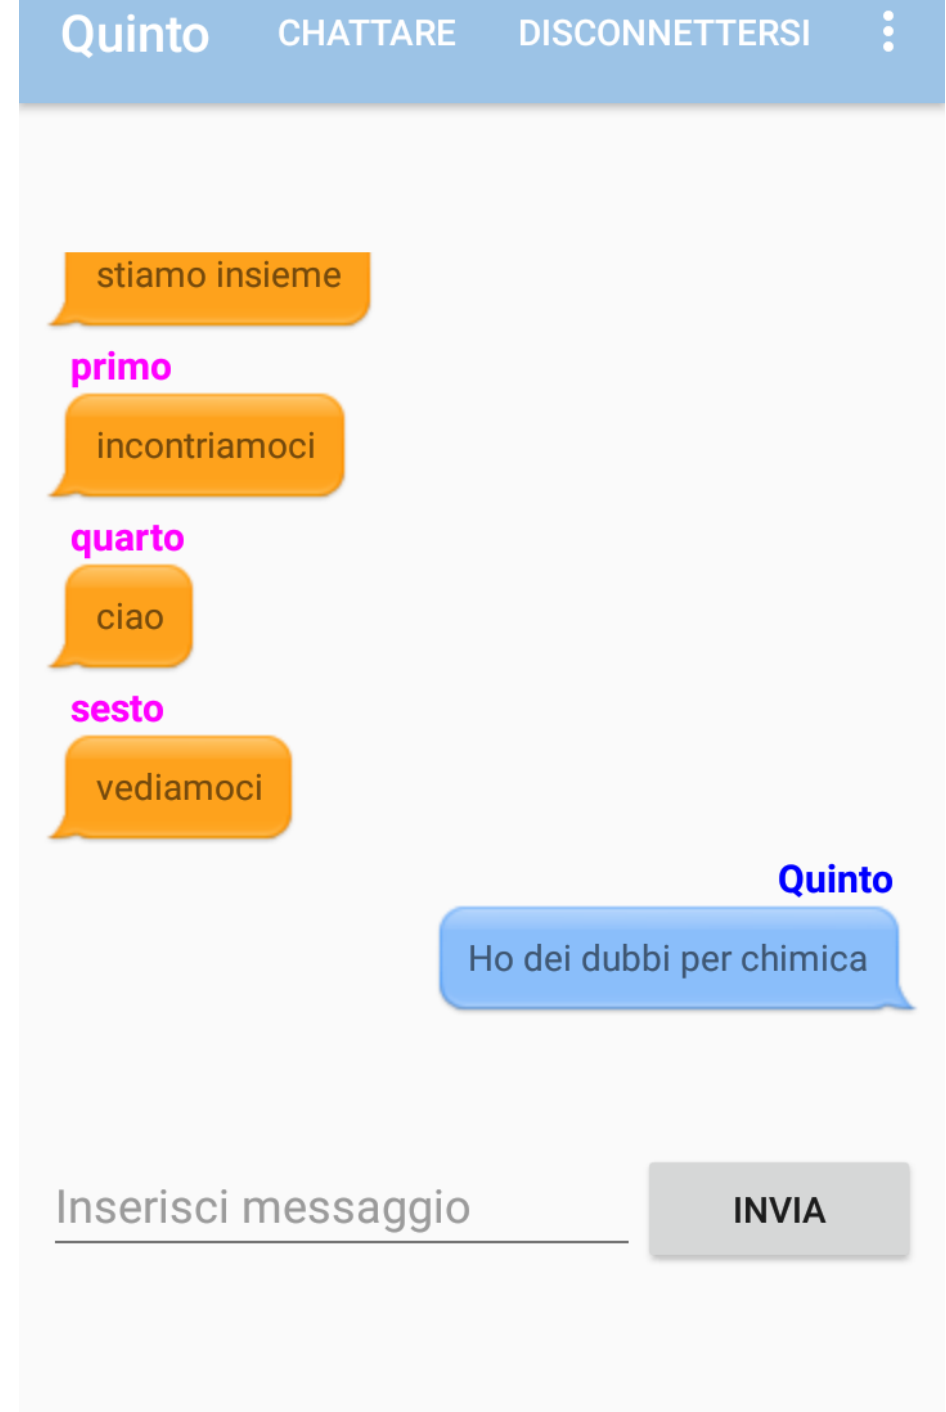 Quinto CHATTARE DISCONNETTERSI
stiamo insieme
primo
incontriamoci
quarto
ciao
sesto
vediamoci
Quinto
Ho dei dubbi per chimica
Inserisci messaggio INVIA